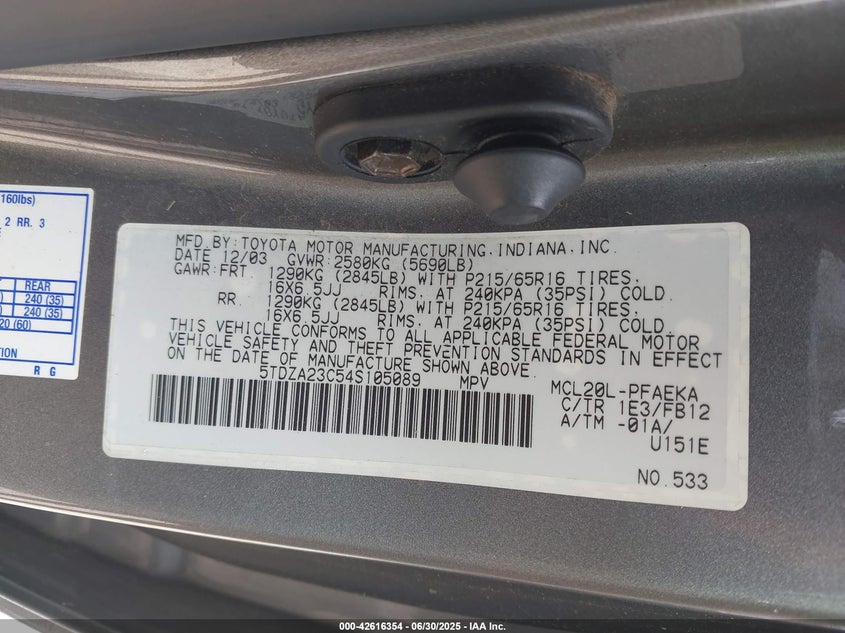 160lbs)
2 RR. 3
REAR
240 (35)
240 (35)
20 (60)
TION
R G
MFD.BY:TOYOTA MOTOR MANUFACTURING,INDIANA,INC.
DATE 12/03 GVWR:2580KG (5690LB)
GAWR:FRT. 1290KG (2845LB) WITH P215/65R16 TIRES,
16X6.5JJ RIMS, AT 240KPA (35PSI) COLD.
RR. 1290KG (2845LB) WITH P215/65R16 TIRES,
16X6.5JJ RIMS, AT 240KPA (35PSI) COLD.
THIS VEHICLE CONFORMS TO ALL APPLICABLE FEDERAL MOTOR
VEHICLE SAFETY AND THEFT PREVENTION STANDARDS IN EFFECT
ON THE DATE OF MANUFACTURE SHOWN ABOVE.
5TDZA23C54S105089 MPV
MCL20L-PFAEKA
C/TR 1E3/FB12
A/TM -01A/
U151E
NO.533
000-42616354 - 06/30/2025 - IAA Inc.